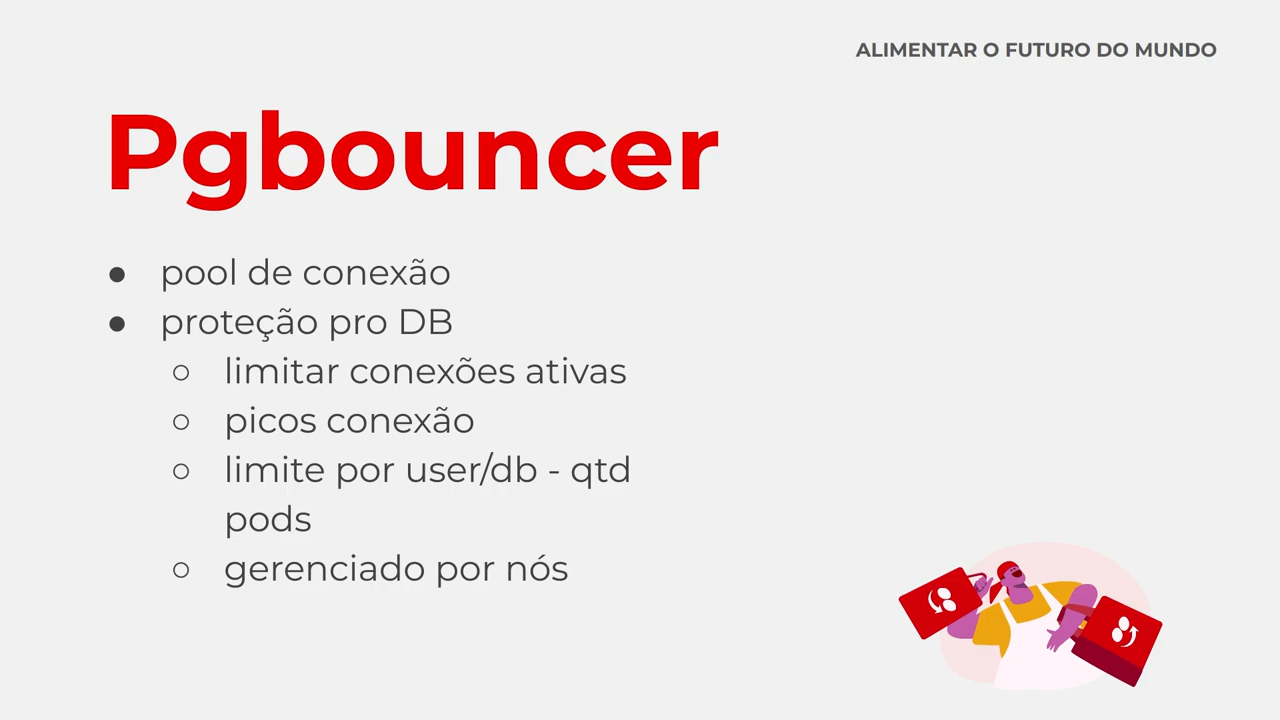 ALIMENTAR O FUTURO DO MUNDO
Pgbouncer
● pool de conexão
● proteção pro DB
○ limitar conexões ativas
○ picos conexão
○ limite por user/db - qtd
pods
○ gerenciado por nós